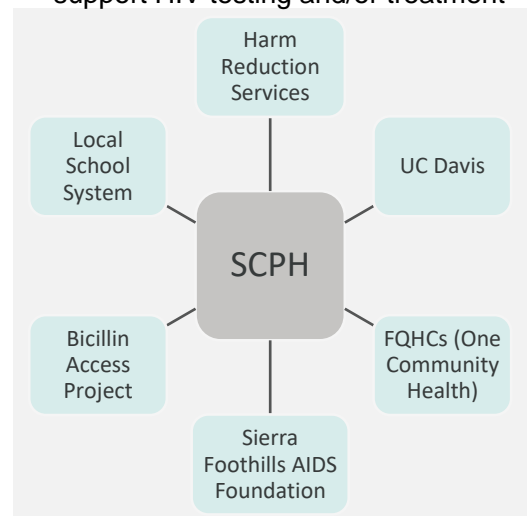 support HIV testing and/or treatment
Harm
Reduction
Services
Local
School
System
UC Davis
SCPH
Bicillin
Access
Project
FQHCs (One
Community
Health)
Sierra
Foothills AIDS
Foundation